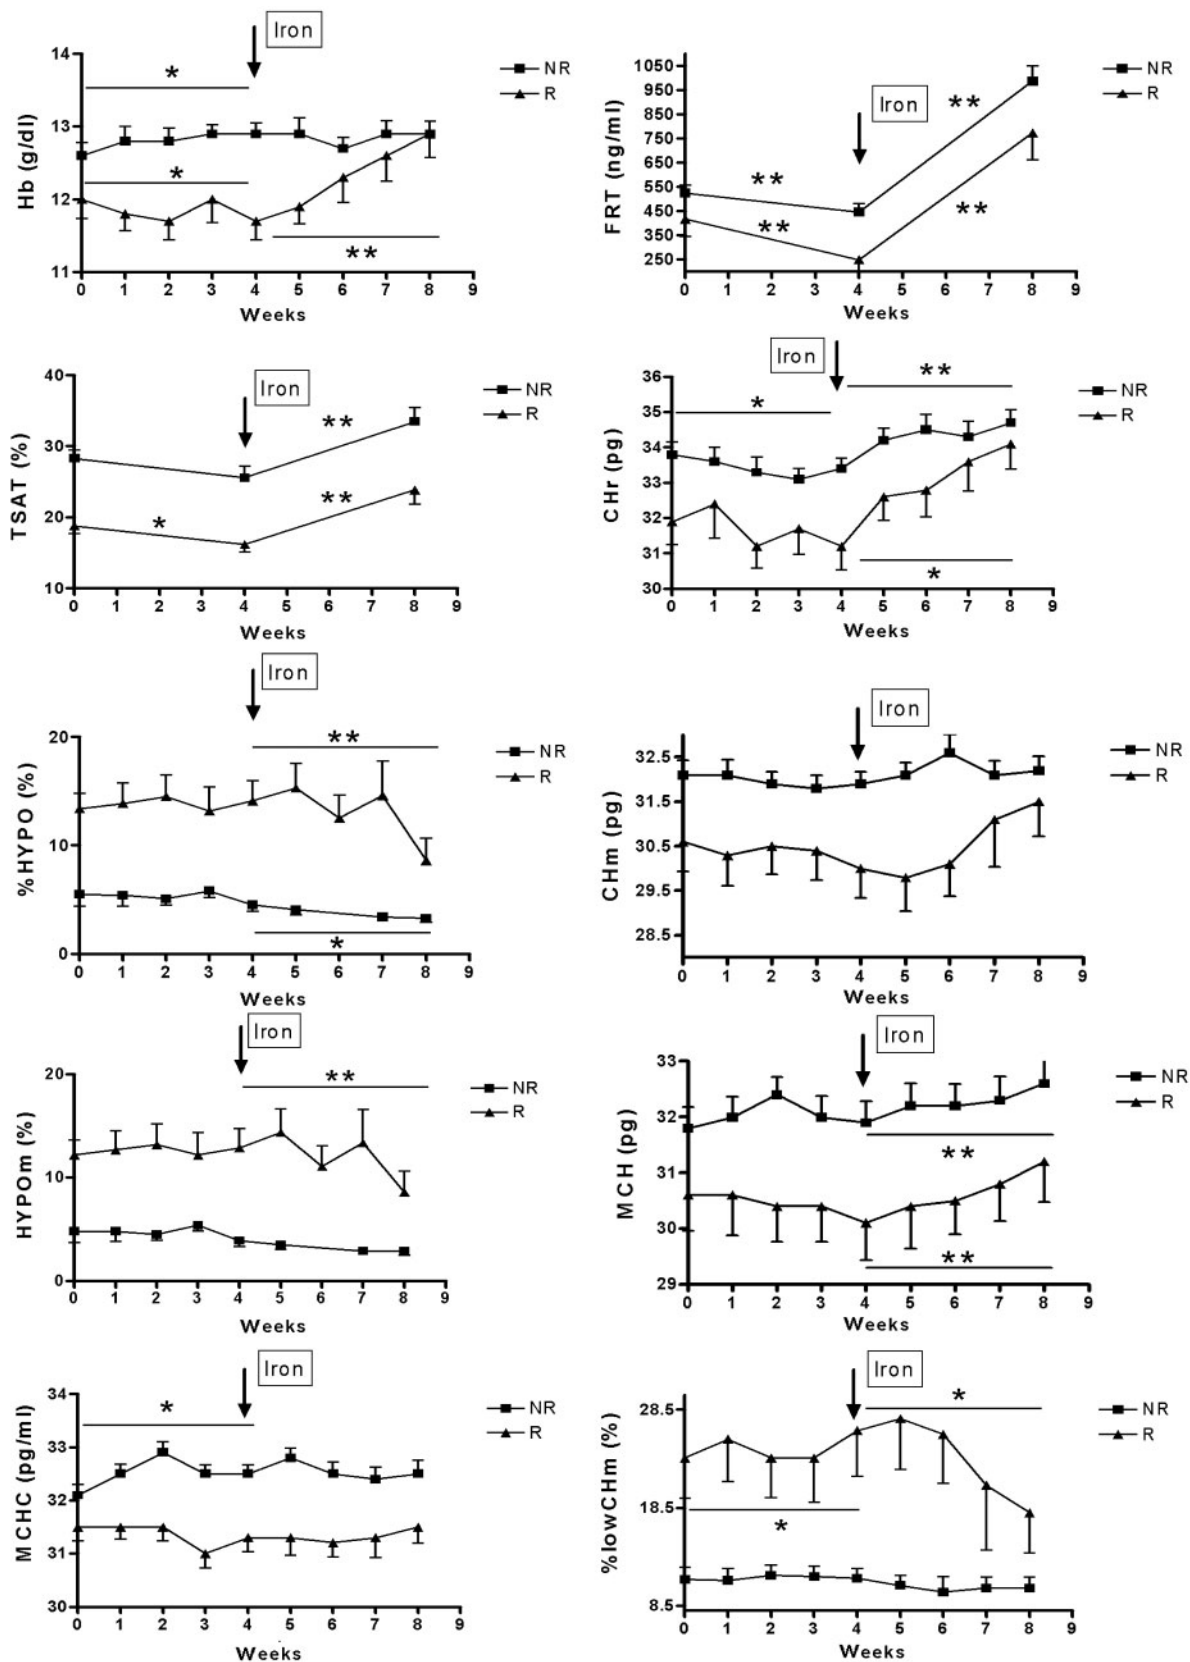 Iron
14
*
NR
R
13
Hb (g/dl)
*
12
**
11
0 1 2 3 4 5 6 7 8 9
Weeks
1050
NR
950
R
Iron
**
850
750
FRT (ng/ml)
650
550
**
450
**
**
350
250
0 1 2 3 4 5 6 7 8 9
Weeks
40
Iron
NR
R
**
30
TSAT (%)
**
20
*
10
0 1 2 3 4 5 6 7 8 9
Weeks
Iron
36
**
NR
R
35
*
34
CHr (pg)
33
32
31
*
30
0 1 2 3 4 5 6 7 8 9
Weeks
Iron
20
**
NR
R
%HYPO (%)
10
*
0
0 1 2 3 4 5 6 7 8 9
Weeks
Iron
32.5
NR
R
31.5
CHm (pg)
30.5
29.5
28.5
0 1 2 3 4 5 6 7 8 9
Weeks
Iron
20
**
NR
R
HYPOm (%)
10
0
0 1 2 3 4 5 6 7 8 9
Weeks
Iron
33
NR
R
32
**
MCH (pg)
31
30
**
29
0 1 2 3 4 5 6 7 8 9
Weeks
Iron
34
*
NR
R
33
MCHC (pg/ml)
32
31
30
0 1 2 3 4 5 6 7 8 9
Weeks
Iron
28.5
*
NR
R
%lowCHm (%)
18.5
*
8.5
0 1 2 3 4 5 6 7 8 9
Weeks